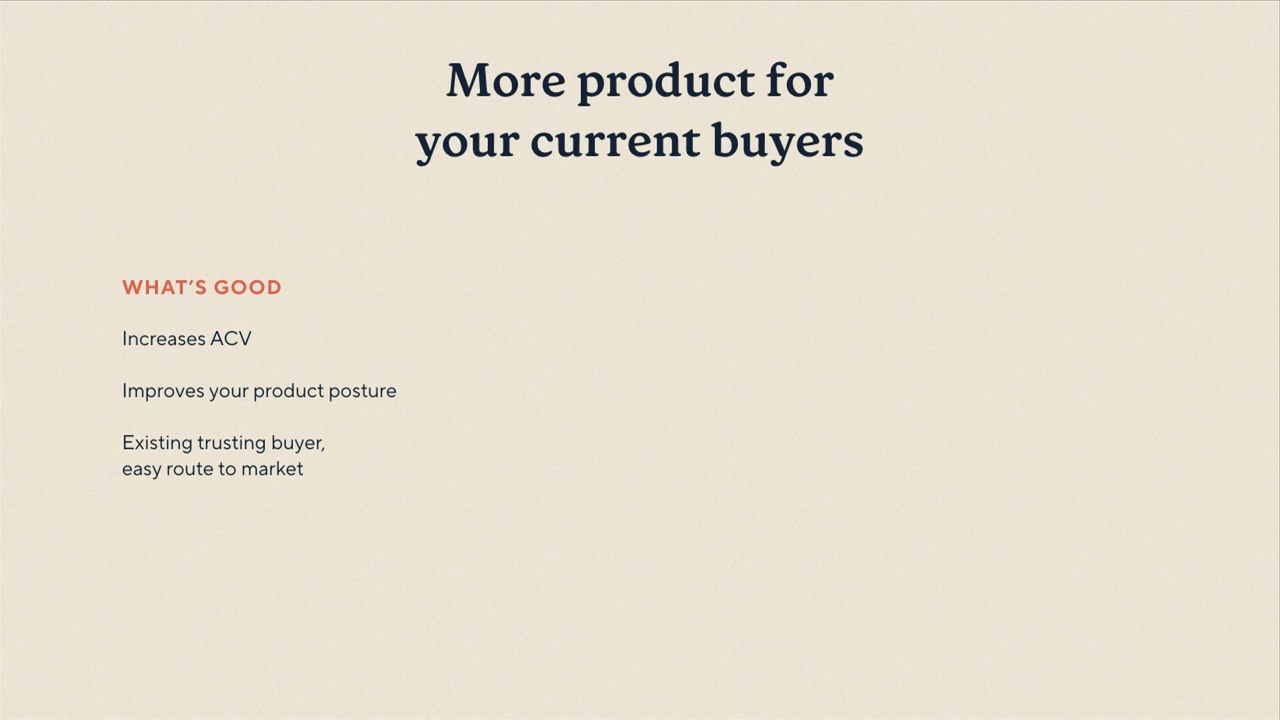 More product for
your current buyers
WHAT’S GOOD
Increases ACV
Improves your product posture
Existing trusting buyer,
easy route to market